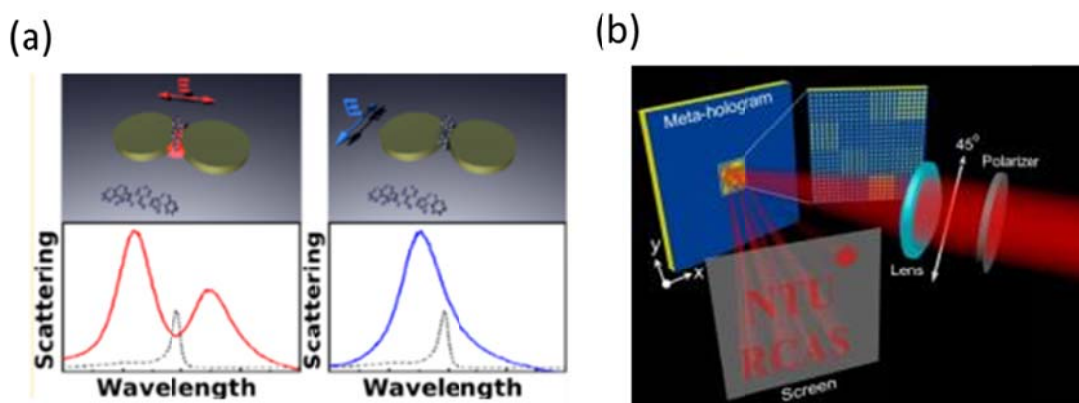 (a)
E
E
Scattering
Wavelength
Scattering
Wavelength
(b)
Meta-hologram
45°
Polarizer
y
x
Lens
NTU
RCAS
Screen